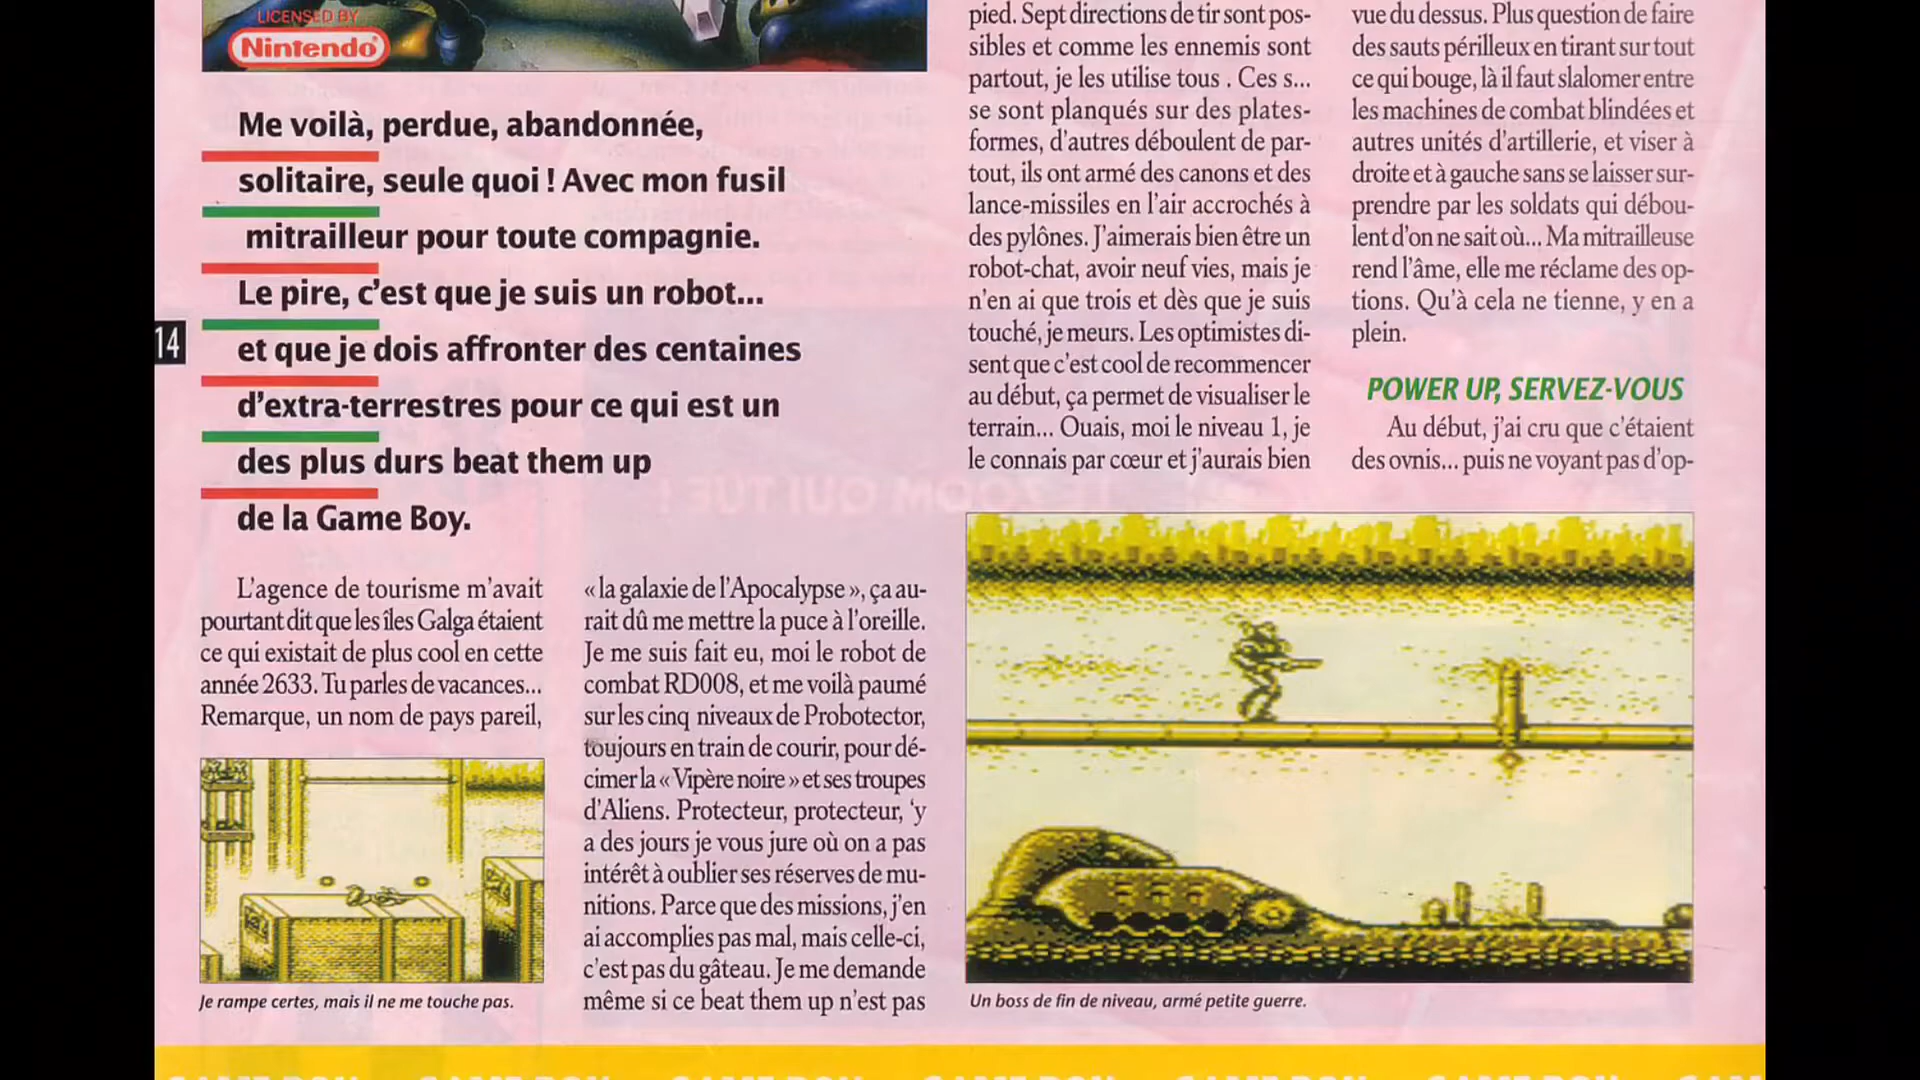 LICENSED BY
Nintendo
Me voilà, perdue, abandonnée,
solitaire, seule quoi ! Avec mon fusil
mitrailleur pour toute compagnie.
Le pire, c'est que je suis un robot...
et que je dois affronter des centaines
d'extra-terrestres pour ce qui est un
des plus durs beat them up
de la Game Boy.
14
L'agence de tourisme m'avait
pourtant dit que les îles Galga étaient
ce qui existait de plus cool en cette
année 2633. Tu parles de vacances...
Remarque, un nom de pays pareil,
Je rampe certes, mais il ne me touche pas.
« la galaxie de l'Apocalypse », ça au-
rait dû me mettre la puce à l'oreille.
Je me suis fait eu, moi le robot de
combat RD008, et me voilà paumé
sur les cinq niveaux de Probotector,
toujours en train de courir, pour dé-
cimer la « Vipère noire » et ses troupes
d'Aliens. Protecteur, protecteur, 'y
a des jours je vous jure où on a pas
intérêt à oublier ses réserves de mu-
nitions. Parce que des missions, j'en
ai accomplies pas mal, mais celle-ci,
c'est pas du gâteau. Je me demande
même si ce beat them up n'est pas
pied. Sept directions de tir sont pos-
sibles et comme les ennemis sont
partout, je les utilise tous . Ces s...
se sont planqués sur des plates-
formes, d'autres déboulent de par-
tout, ils ont armé des canons et des
lance-missiles en l'air accrochés à
des pylônes. J'aimerais bien être un
robot-chat, avoir neuf vies, mais je
n'en ai que trois et dès que je suis
touché, je meurs. Les optimistes di-
sent que c'est cool de recommencer
au début, ça permet de visualiser le
terrain... Ouais, moi le niveau 1, je
le connais par cœur et j'aurais bien
vue du dessus. Plus question de faire
des sauts périlleux en tirant sur tout
ce qui bouge, là il faut slalomer entre
les machines de combat blindées et
autres unités d'artillerie, et viser à
droite et à gauche sans se laisser sur-
prendre par les soldats qui débou-
lent d'on ne sait où... Ma mitrailleuse
rend l'âme, elle me réclame des op-
tions. Qu'à cela ne tienne, y en a
plein.
POWER UP, SERVEZ-VOUS
Au début, j'ai cru que c'étaient
des ovnis... puis ne voyant pas d'op-
Un boss de fin de niveau, armé petite guerre.